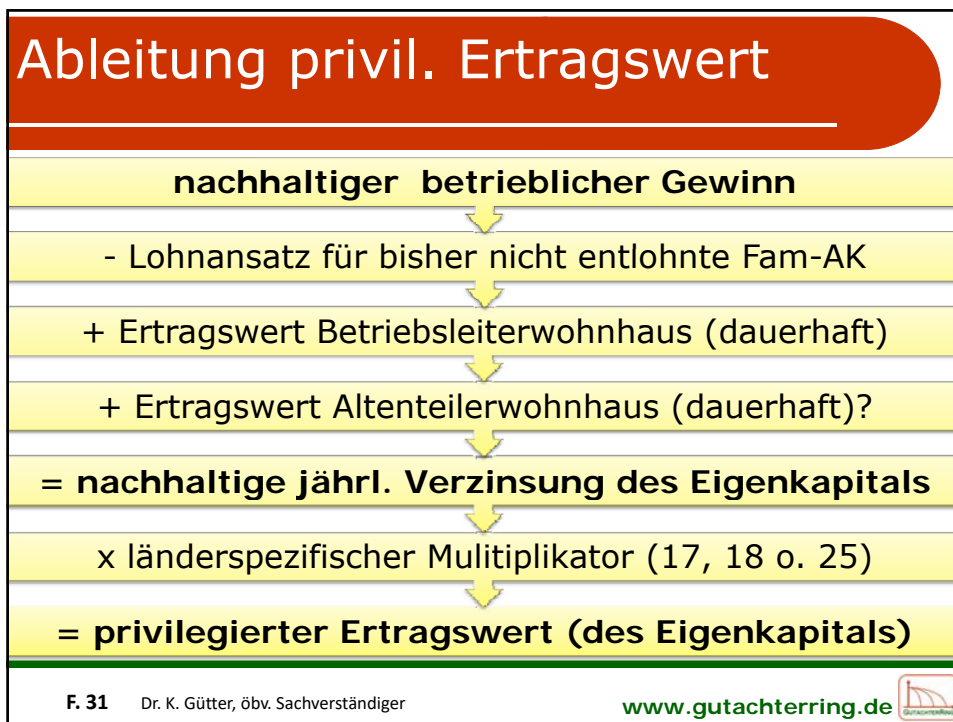 Ableitung privil. Ertragswert
nachhaltiger betrieblicher Gewinn
- Lohnansatz für bisher nicht entlohnte Fam-AK
+ Ertragswert Betriebsleiterwohnhaus (dauerhaft)
+ Ertragswert Altenteilerwohnhaus (dauerhaft)?
= nachhaltige jährl. Verzinsung des Eigenkapitals
x länderspezifischer Mulitiplikator (17, 18 o. 25)
= privilegierter Ertragswert (des Eigenkapitals)
F. 31 Dr. K. Gütter, öbv. Sachverständiger www.gutachterring.de GUTACHTERRING